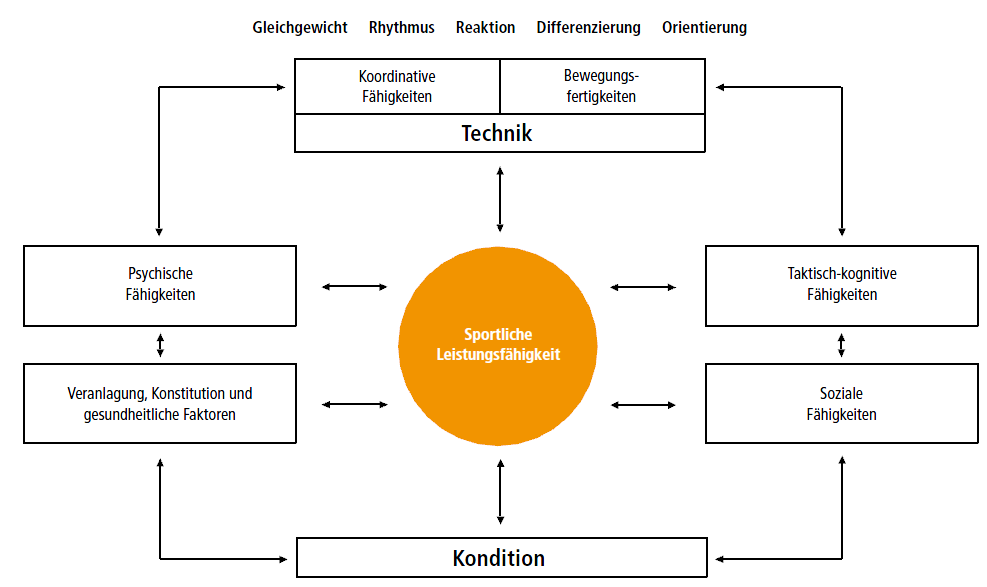 Gleichgewicht Rhythmus Reaktion Differenzierung Orientierung
Koordinative
Fähigkeiten
Bewegungs-
fertigkeiten
Technik
Psychische
Fähigkeiten
Taktisch-kognitive
Fähigkeiten
Sportliche
Leistungsfähigkeit
Veranlagung, Konstitution und
gesundheitliche Faktoren
Soziale
Fähigkeiten
Kondition